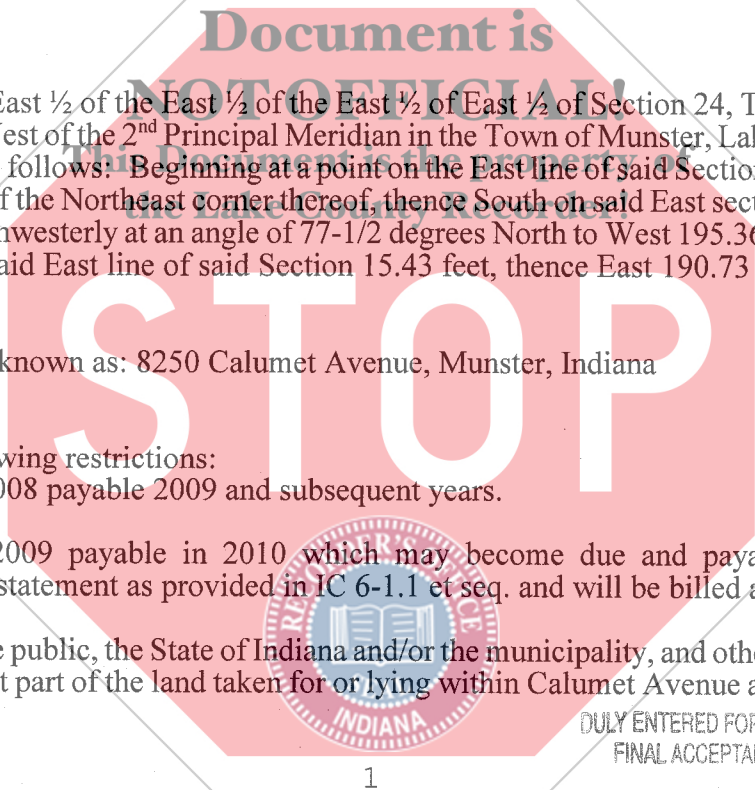 Document is
NOT OFFICIAL!
This Document is the property of
the Lake County Recorder!
East ½ of the East ½ of the East ½ of East ½ of Section 24, T
est of the 2nd Principal Meridian in the Town of Munster, La
follows: Beginning at a point on the East line of said Section
f the Northeast corner thereof, thence South on said East sect
nwesterly at an angle of 77-1/2 degrees North to West 195.36
aid East line of said Section 15.43 feet, thence East 190.73
known as: 8250 Calumet Avenue, Munster, Indiana
STOP
wing restrictions:
008 payable 2009 and subsequent years.
2009 payable in 2010 which may become due and paya
statement as provided in IC 6-1.1 et seq. and will be billed a
e public, the State of Indiana and/or the municipality, and othe
t part of the land taken for or lying within Calumet Avenue a
RECORDER'S OFFICE
INDIANA
DULY ENTERED FOR
FINAL ACCEPTA
1